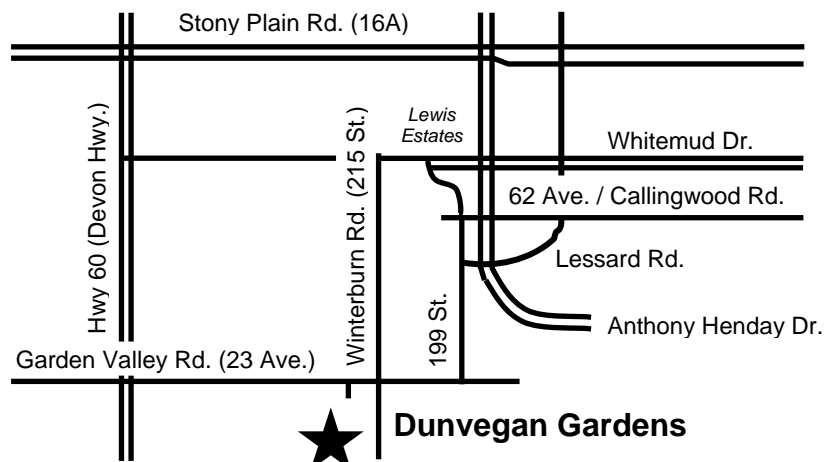 Stony Plain Rd. (16A)
Hwy 60 (Devon Hwy.)
Winterburn Rd. (215 St.)
Lewis
Estates
Whitemud Dr.
62 Ave. / Callingwood Rd.
Lessard Rd.
199 St.
Anthony Henday Dr.
Garden Valley Rd. (23 Ave.)
Dunvegan Gardens